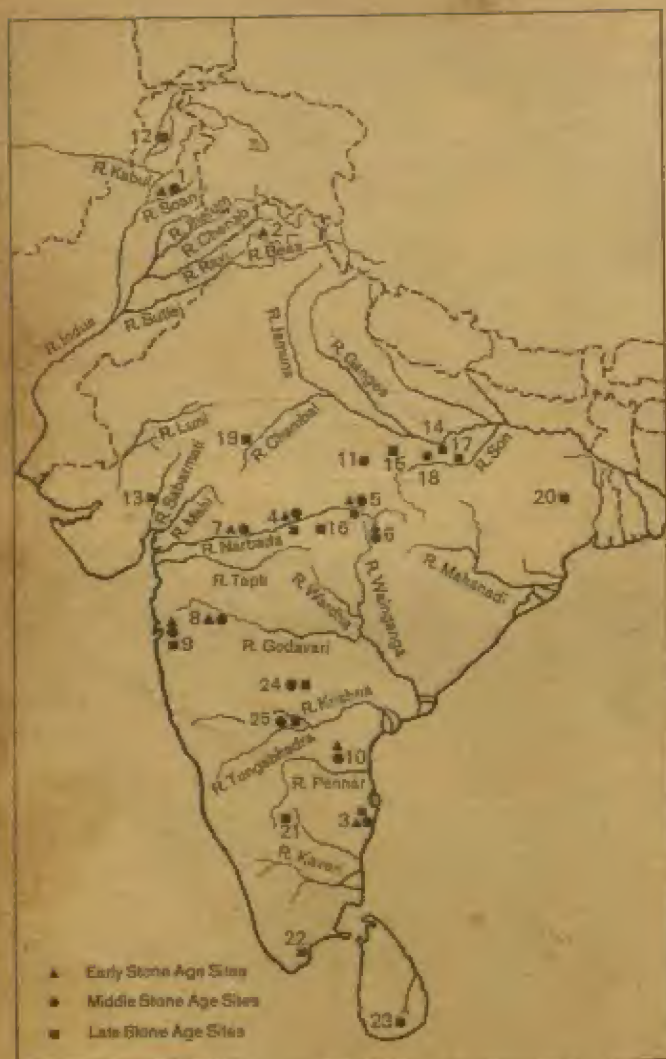 12
R. Kabul
1
R. Soan
R. Jhelum
R. Chenab
2
R. Ravi
R. Beas
R. Indus
R. Sutlej
R. Jamuna
R. Ganges
R. Luni
19
R. Chambal
14
17
11
15
18
R. Son
13
R. Sabarmati
R. Mahi
4
5
20
7
16
6
R. Narbada
R. Tapti
R. Wardha
R. Wainganga
R. Mahanadi
8
9
R. Godavari
24
R. Krishna
25
R. Tungabhadra
10
R. Pennar
3
21
R. Kaveri
22
23
Early Stone Age Sites
Middle Stone Age Sites
Late Stone Age Sites